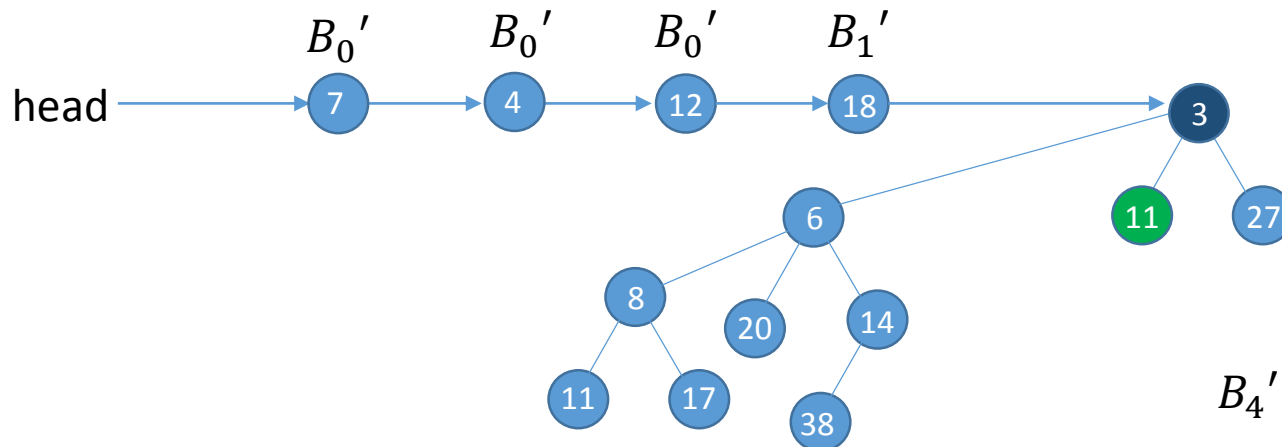 B₀′ B₀′ B₀′ B₁′
head 7 4 12 18 3
6 11 27
8 20 14
11 17 38
B₄′